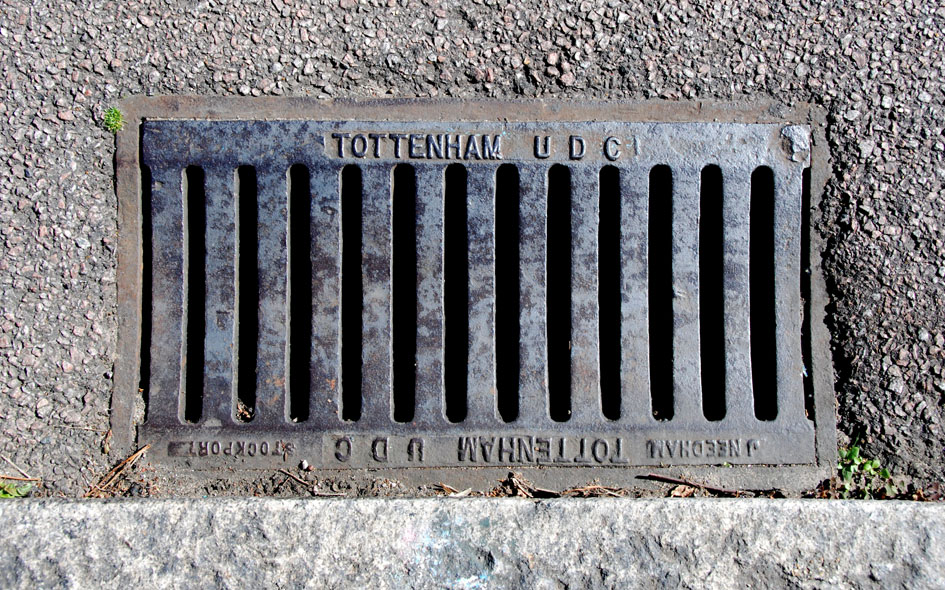 TOTTENHAM U D C
J NEEDHAM TOTTENHAM U D C STOCKPORT